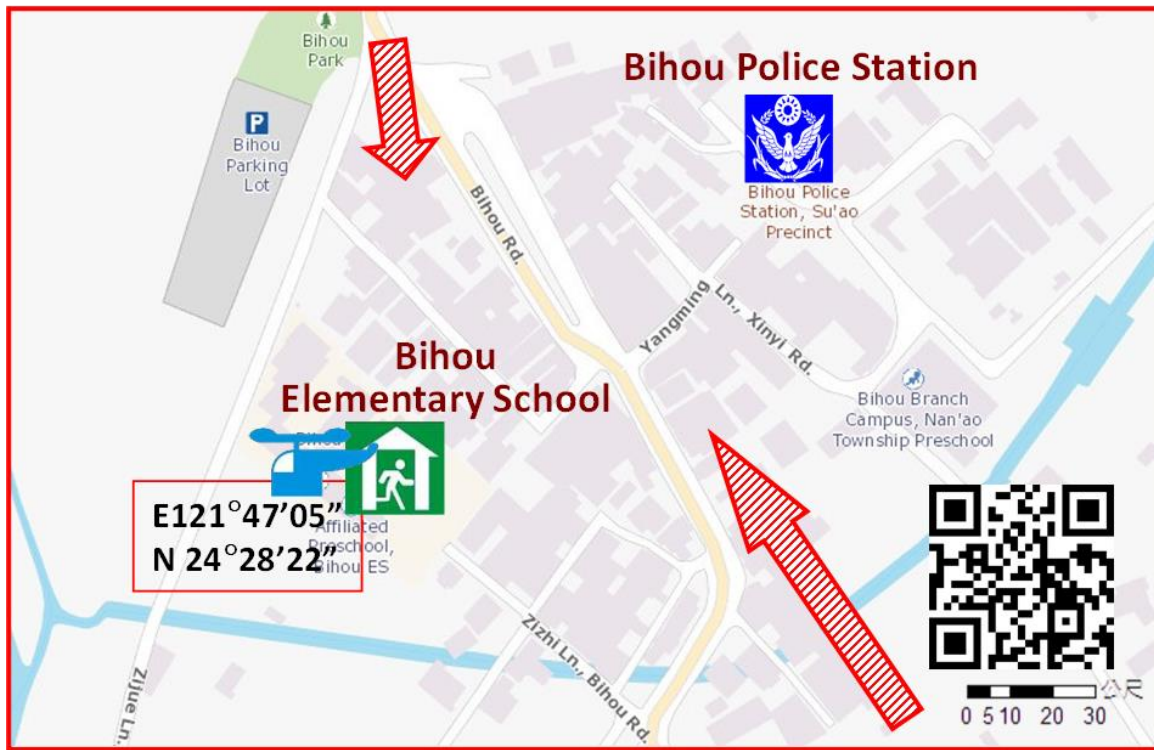 Bihou
Park
Bihou Police Station
P
Bihou
Parking
Lot
Bihou Police
Station, Su'ao
Precinct
Bihou Rd.
Yangming
Ln., Xinyi Rd.
Bihou
Elementary School
Bihou Branch
Campus, Nan'ao
Township Preschool
E121°47'05"
N 24°28'22"
Affiliated
Preschool,
Bihou ES
Zizhi Ln., Bihou Rd.
Zijue Ln.
公尺
0 5 10 20 30